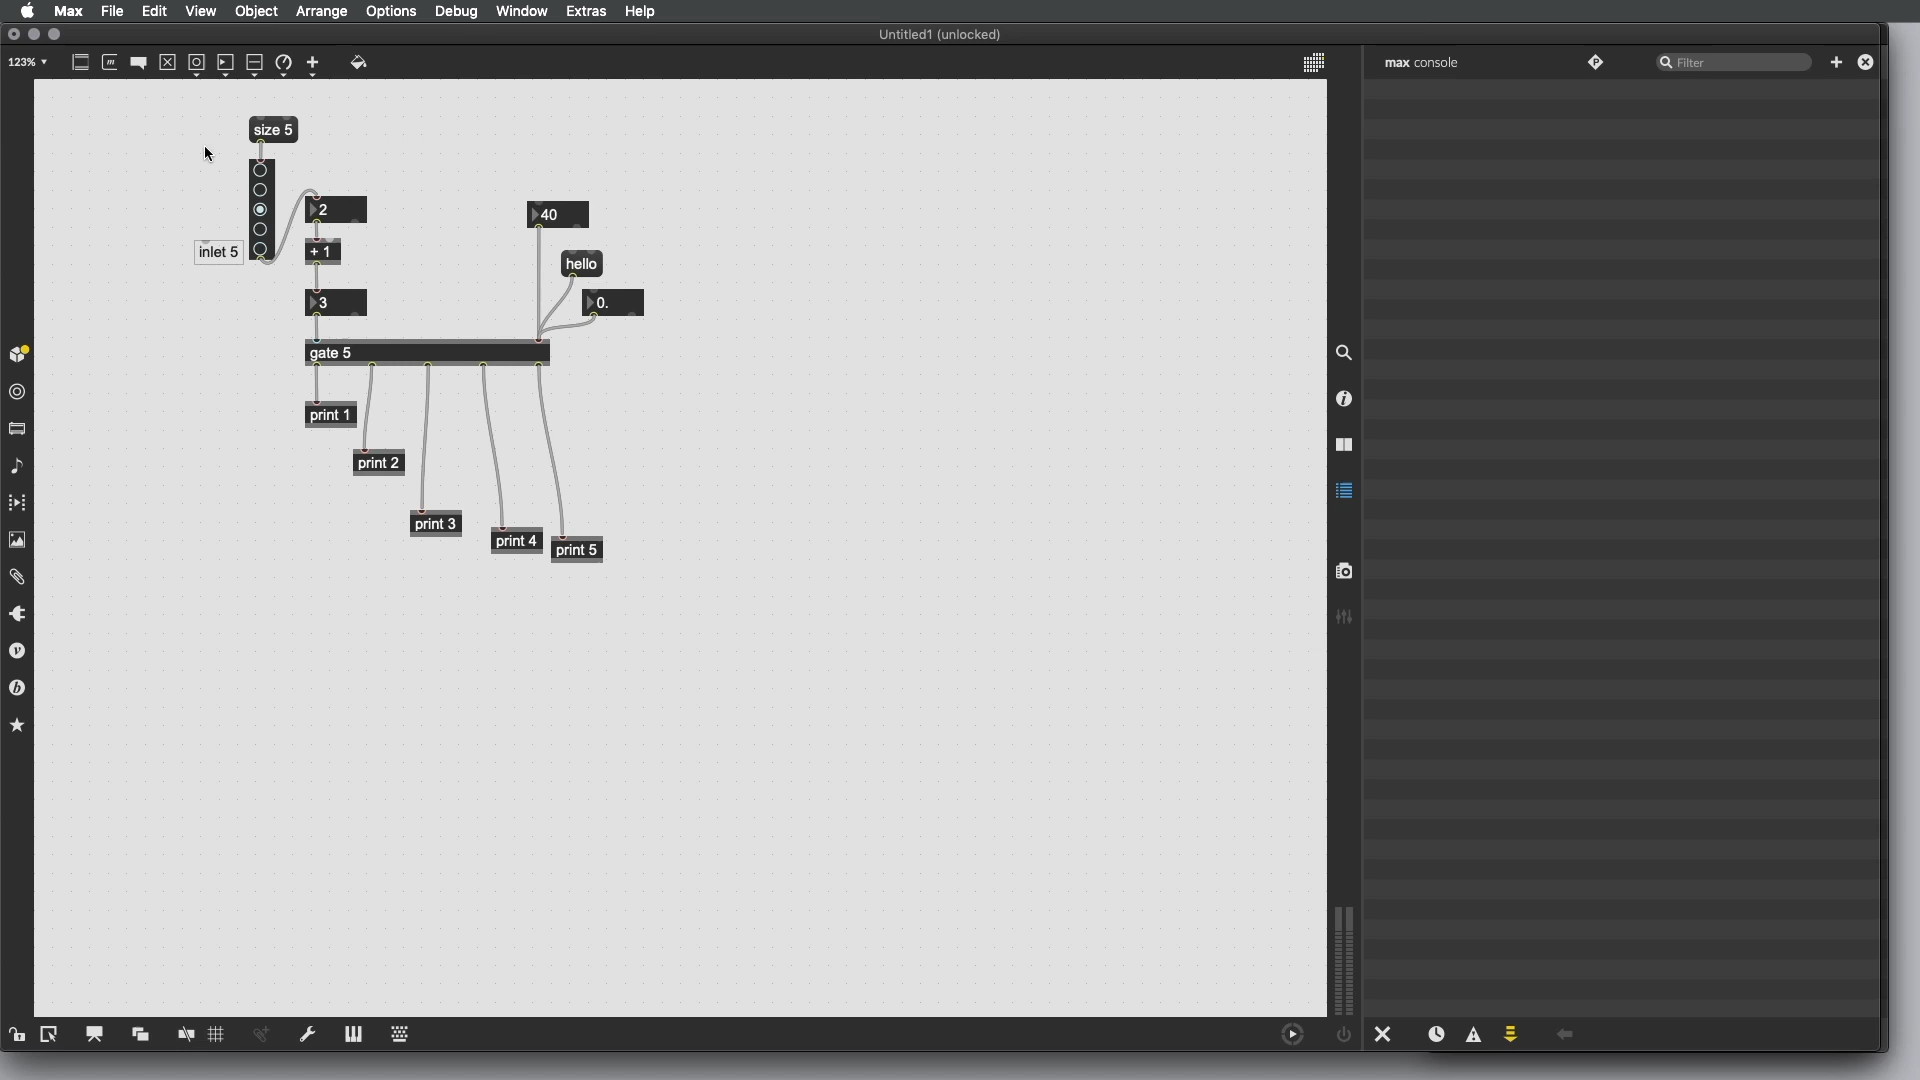 Max File Edit View Object Arrange Options Debug Window Extras Help
Untitled1 (unlocked)
123%
max console
Filter
size 5
2
40
inlet 5
+ 1
hello
3
0.
gate 5
print 1
print 2
print 3
print 4
print 5